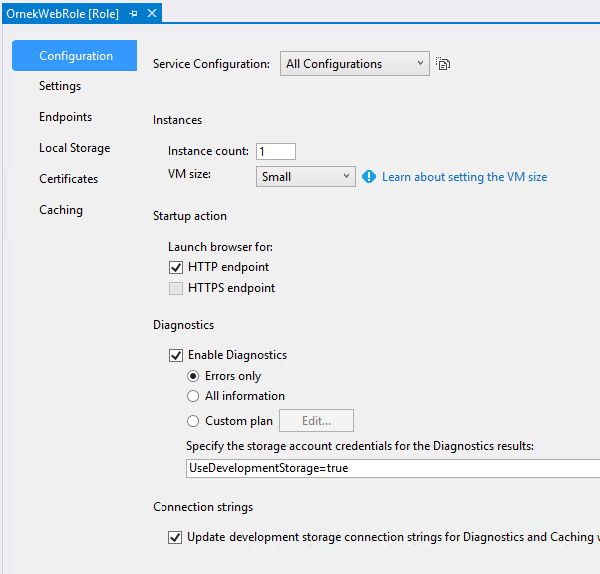 OrnekWebRole [Role]
Configuration
Settings
Endpoints
Local Storage
Certificates
Caching
Service Configuration: All Configurations
Instances
Instance count: 1
VM size: Small Learn about setting the VM size
Startup action
Launch browser for:
HTTP endpoint
HTTPS endpoint
Diagnostics
Enable Diagnostics
Errors only
All information
Custom plan Edit...
Specify the storage account credentials for the Diagnostics results:
UseDevelopmentStorage=true
Connection strings
Update development storage connection strings for Diagnostics and Caching